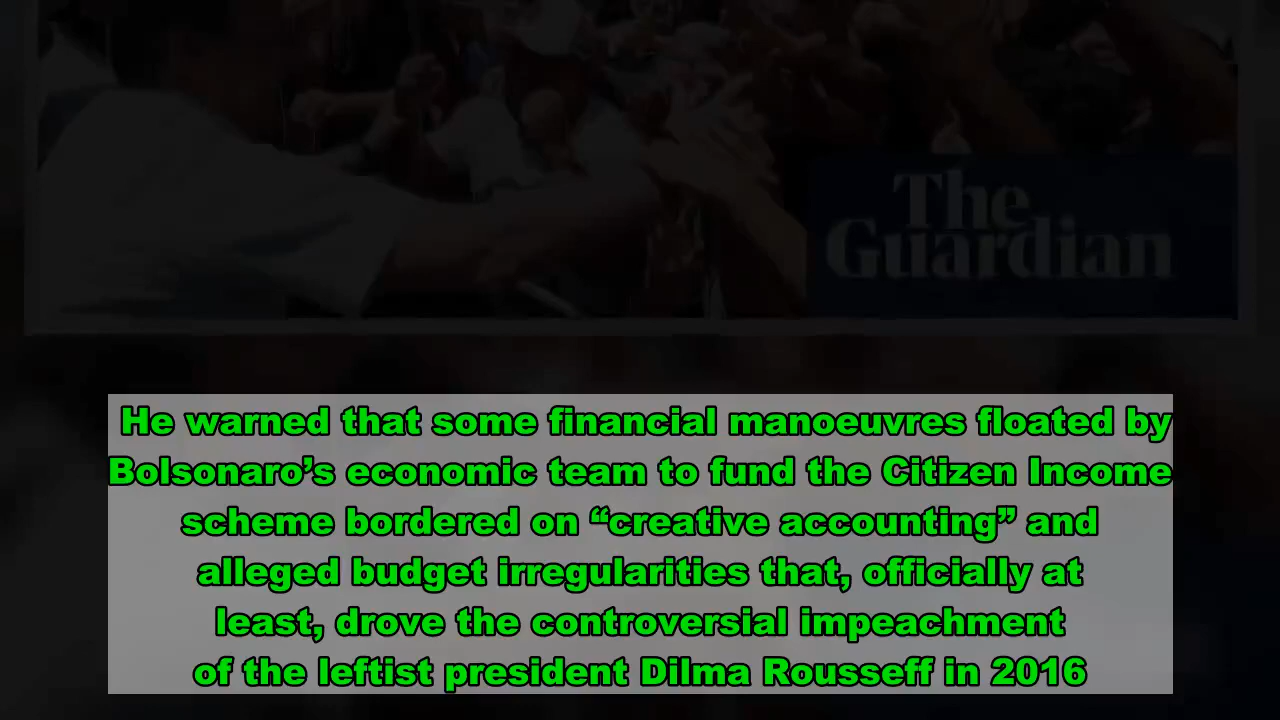 The
Guardian
He warned that some financial manoeuvres floated by
Bolsonaro’s economic team to fund the Citizen Income
scheme bordered on “creative accounting” and
alleged budget irregularities that, officially at
least, drove the controversial impeachment
of the leftist president Dilma Rousseff in 2016